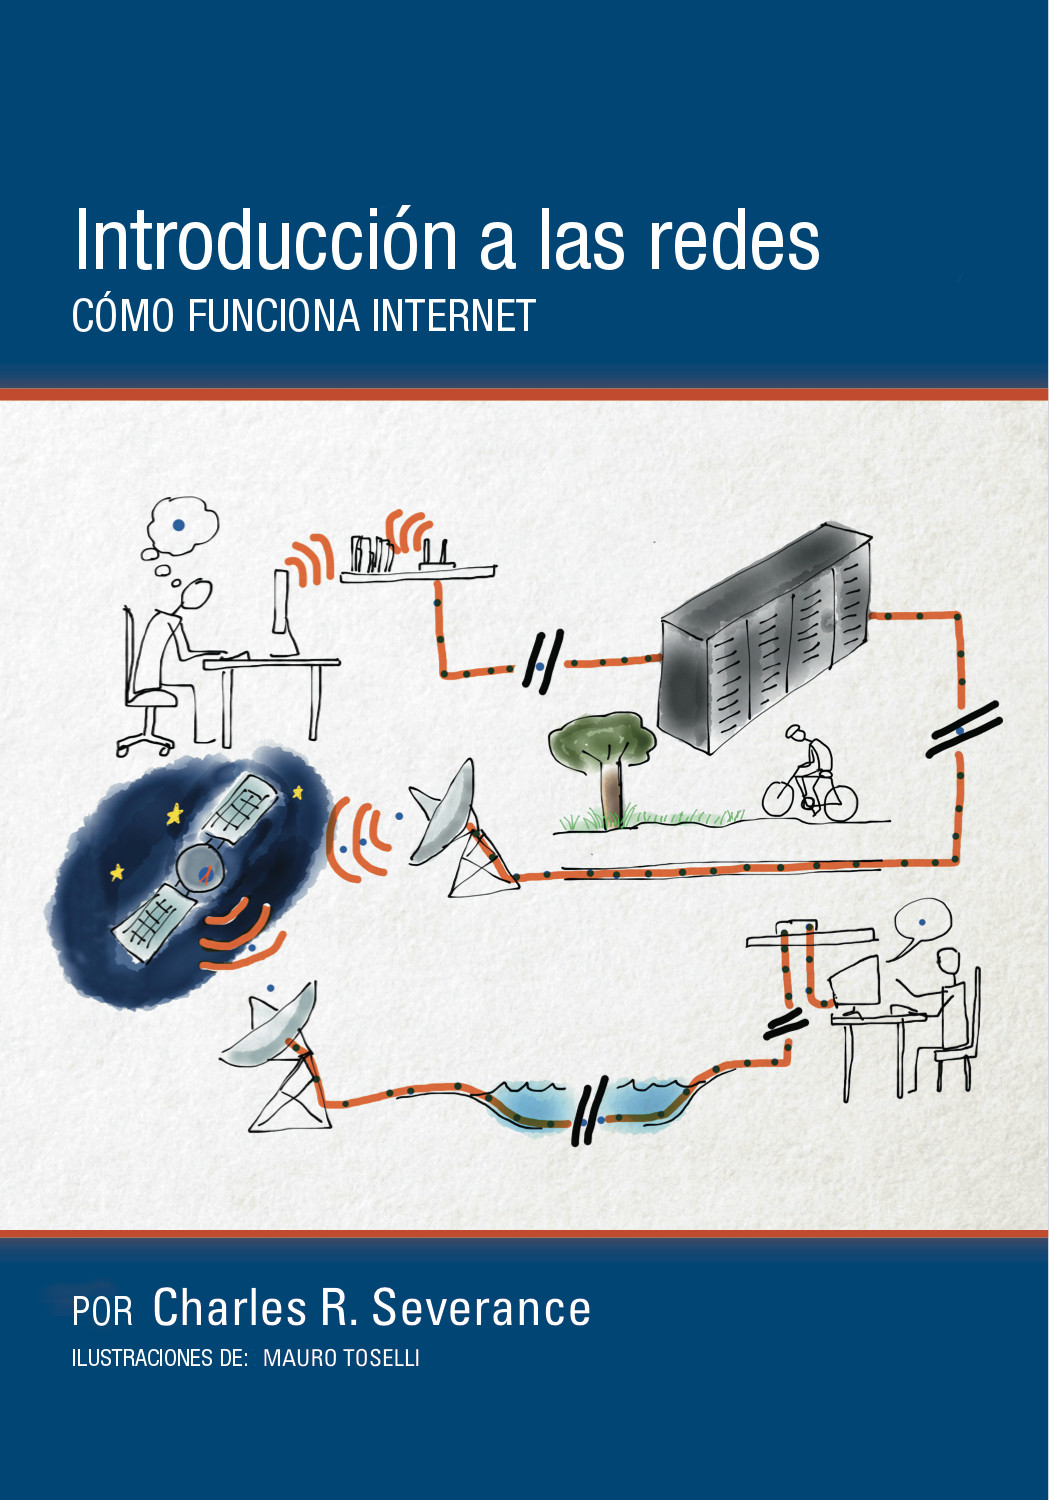 Introducción a las redes
CÓMO FUNCIONA INTERNET
POR Charles R. Severance
ILUSTRACIONES DE: MAURO TOSELLI